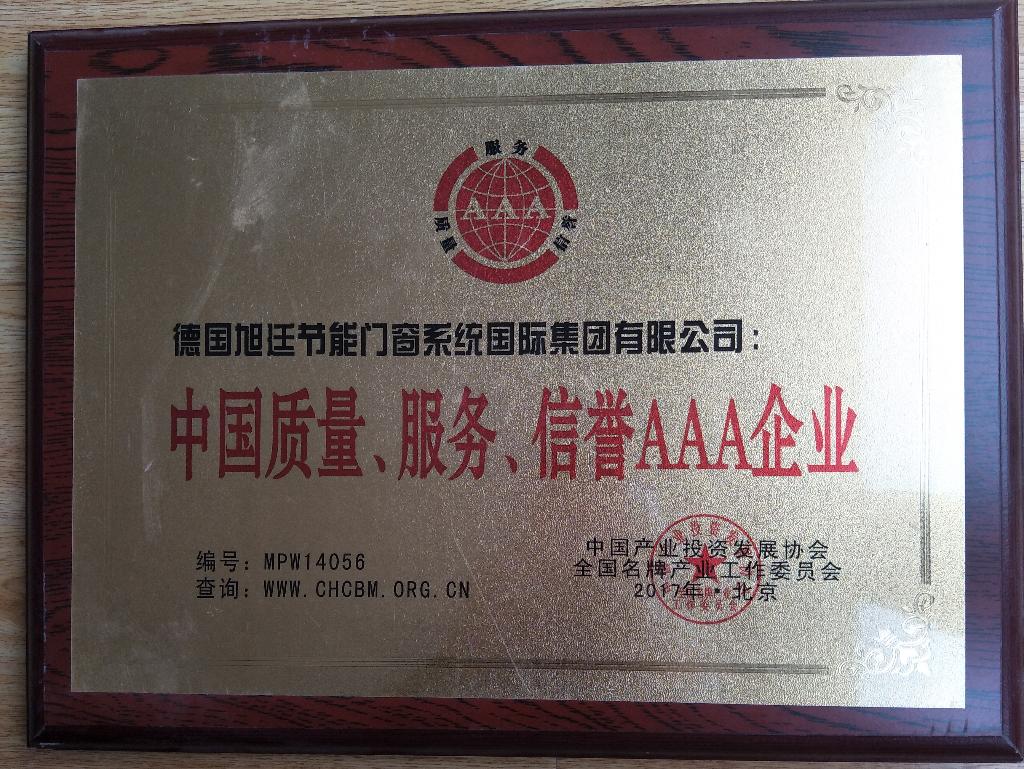 服务
质量
AAA
信誉
德国旭廷节能门窗系统国际集团有限公司：
中国质量、服务、信誉AAA企业
编号：MPW14056
查询：WWW.CHCBM.ORG.CN
中国产业投资发展协会
全国名牌产业工作委员会
2017年·北京